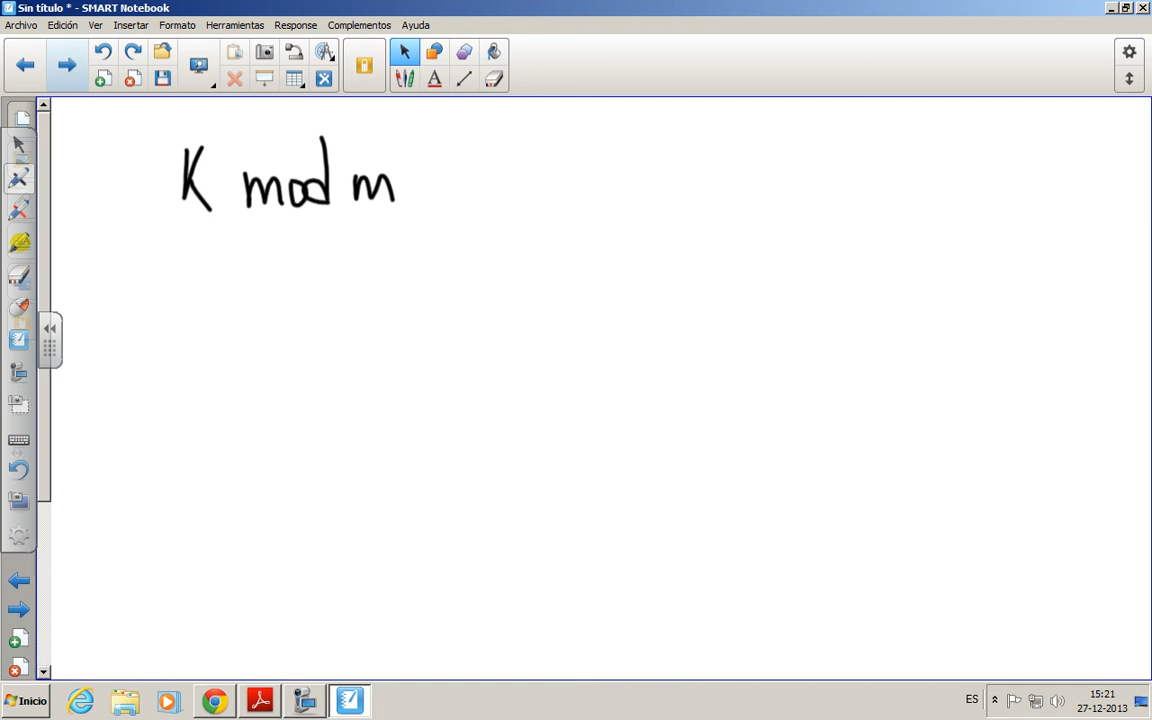 Sin título * - SMART Notebook
Archivo Edición Ver Insertar Formato Herramientas Response Complementos Ayuda
K mod m
Inicio
ES
15:21
27-12-2013